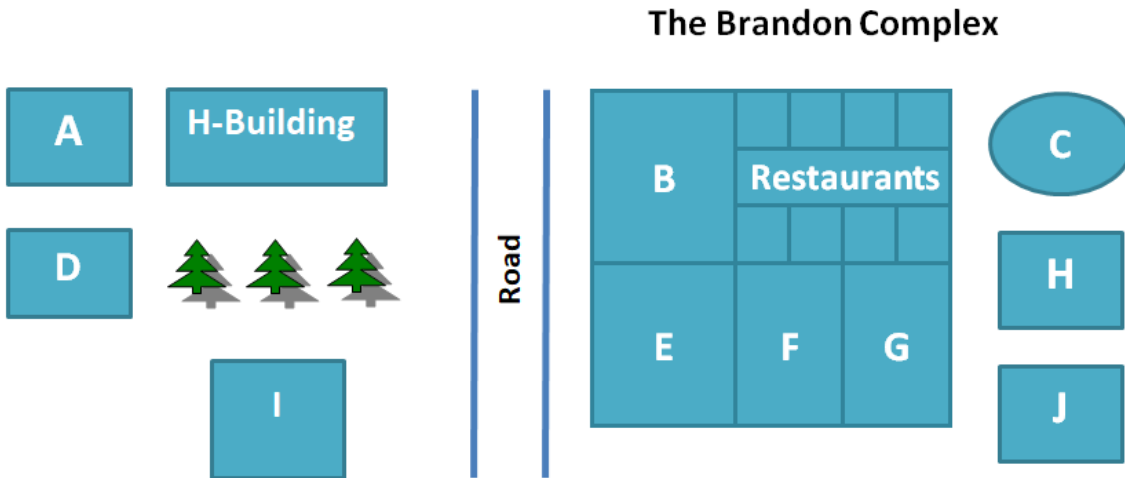 The Brandon Complex
A
H-Building
B
Restaurants
C
D
Road
H
E
F
G
I
J